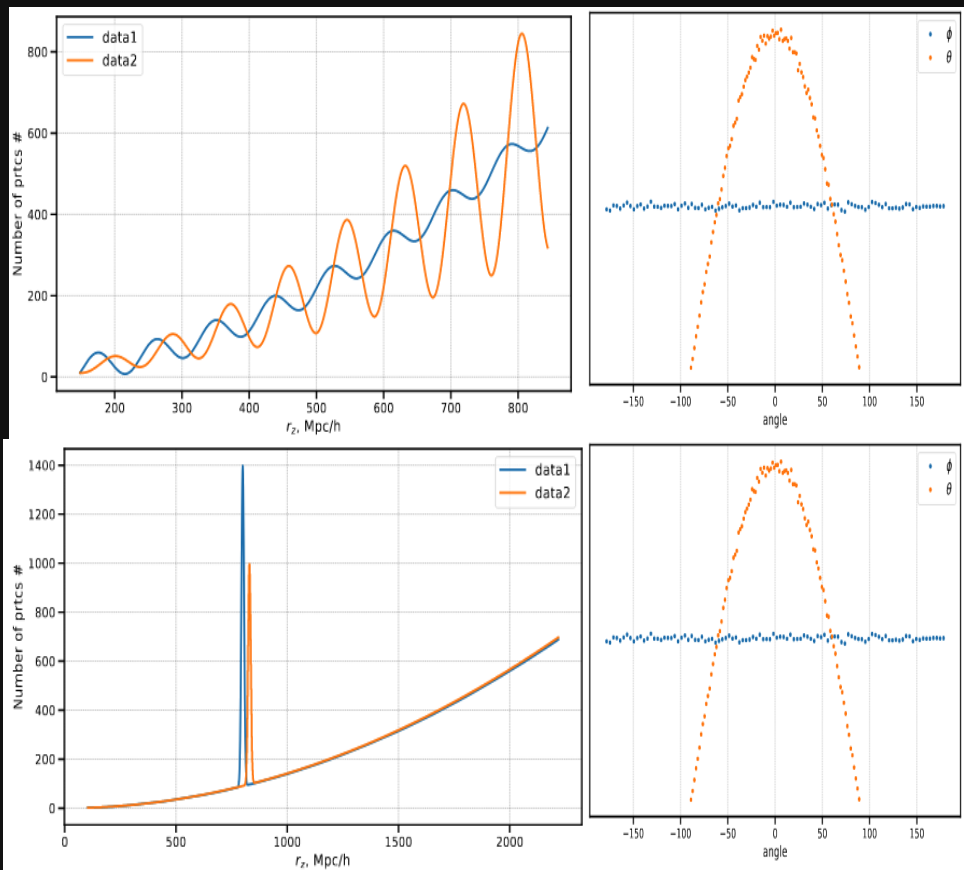 data1
data2
Number of prtcs #
800
600
400
200
0
200 300 400 500 600 700 800
r_z, Mpc/h
ϕ
θ
−150 −100 −50 0 50 100 150
angle
data1
data2
Number of prtcs #
1400
1200
1000
800
600
400
200
0
0 500 1000 1500 2000
r_z, Mpc/h
ϕ
θ
−150 −100 −50 0 50 100 150
angle